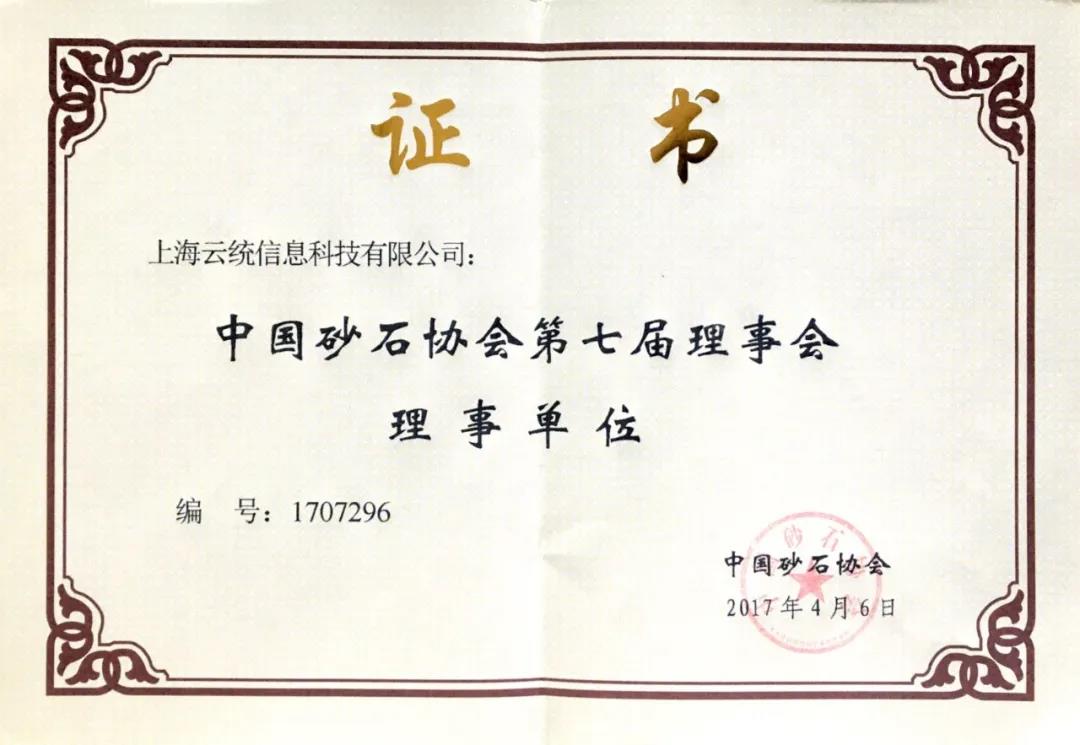 证 书
上海云统信息科技有限公司：
中国砂石协会第七届理事会
理事单位
编 号：1707296
中国砂石协会
2017年4月6日